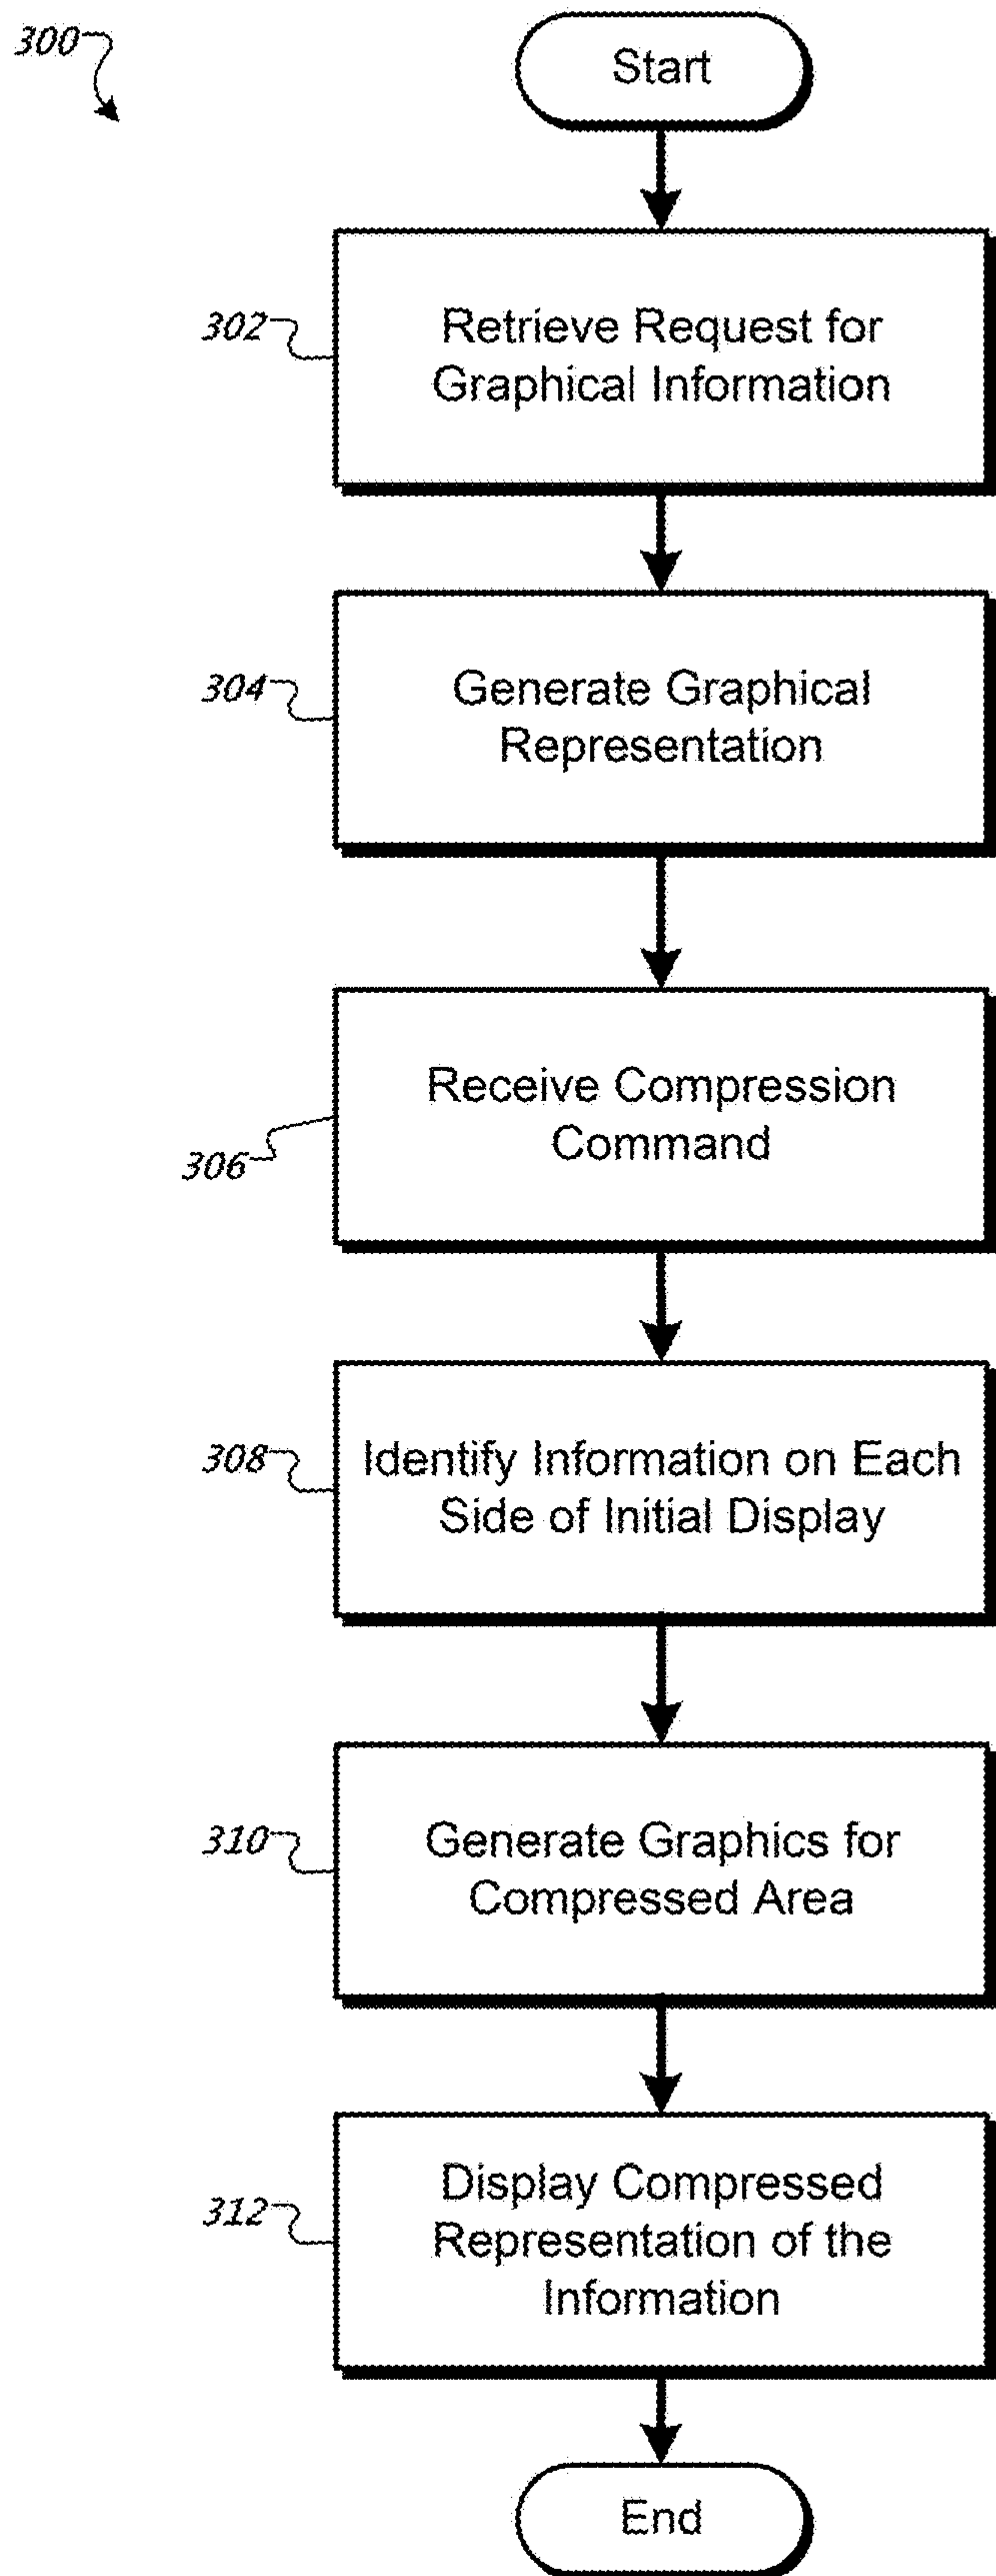 300
Start
302
Retrieve Request for
Graphical Information
304
Generate Graphical
Representation
306
Receive Compression
Command
308
Identify Information on Each
Side of Initial Display
310
Generate Graphics for
Compressed Area
312
Display Compressed
Representation of the
Information
End